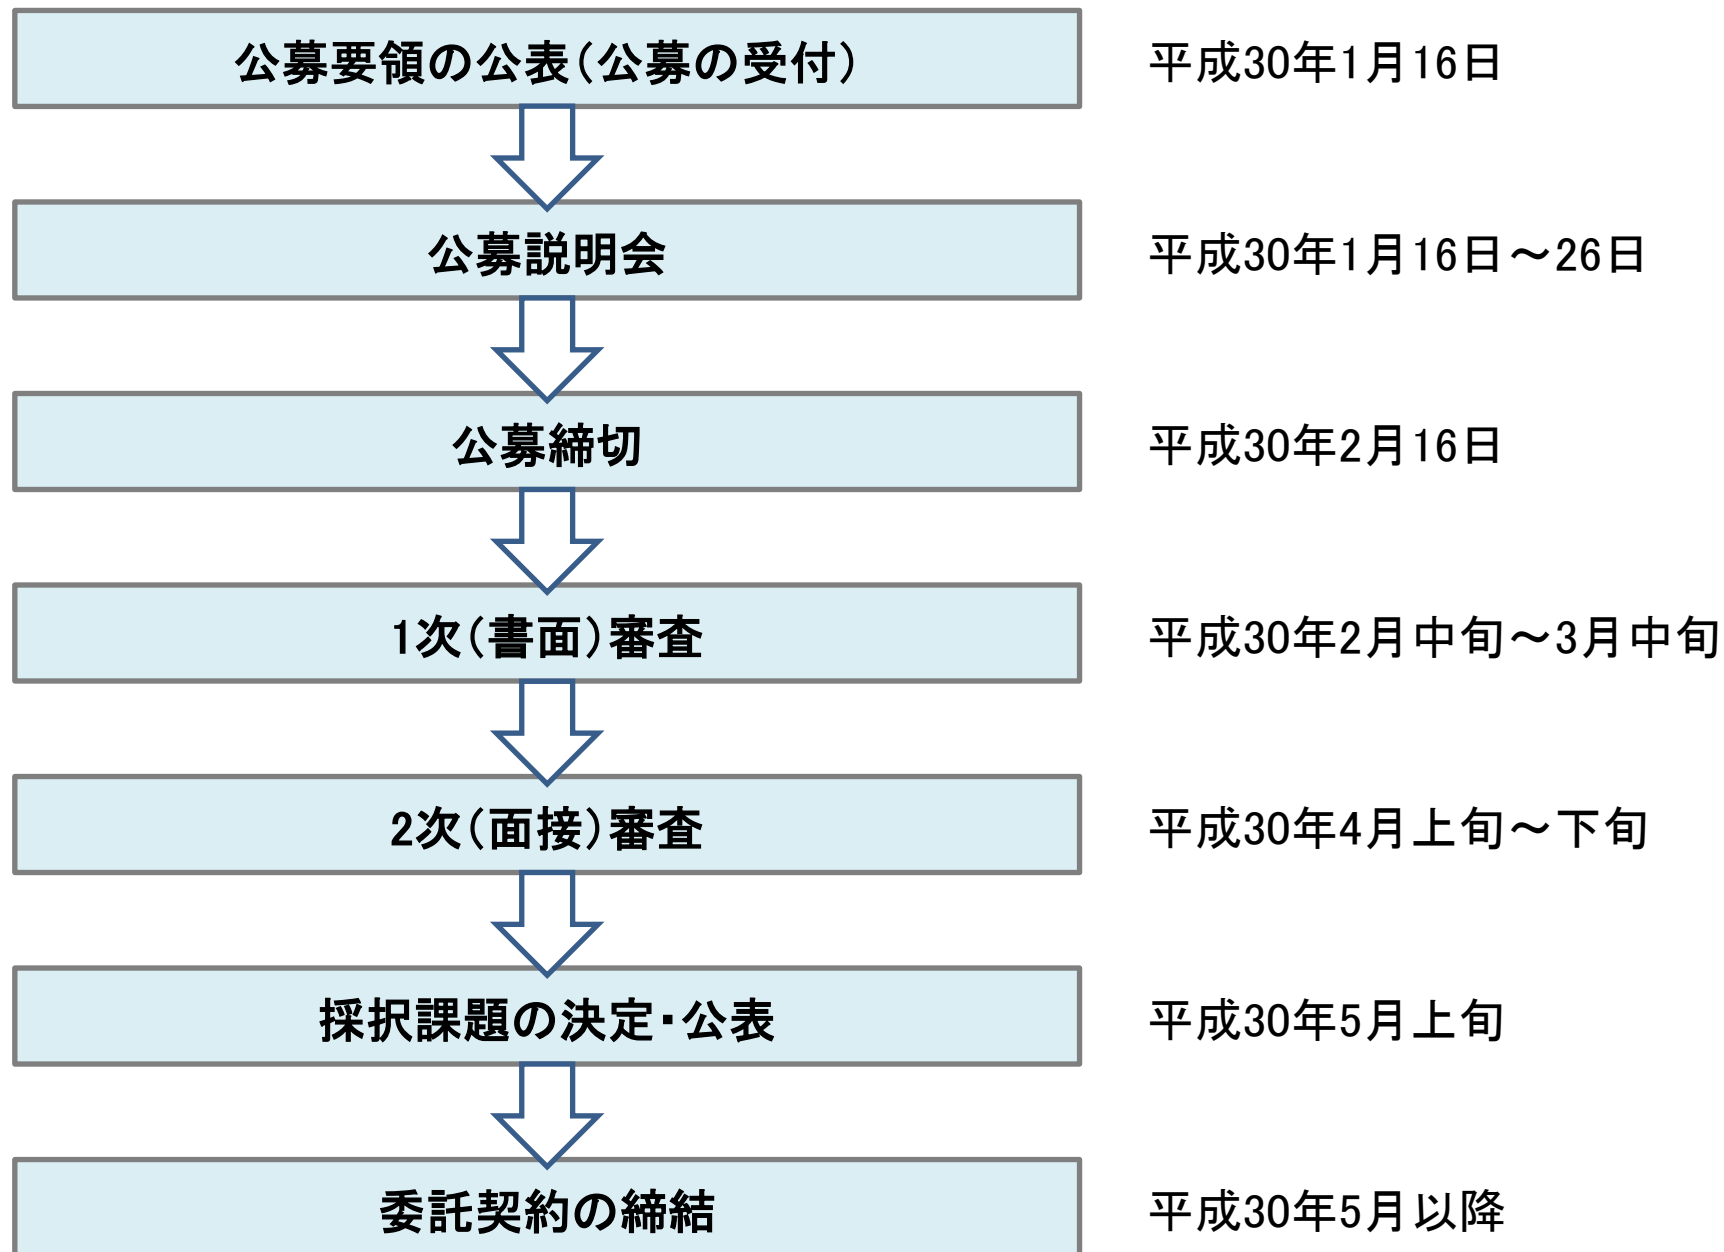 公募要領の公表（公募の受付） 平成30年1月16日
公募説明会 平成30年1月16日～26日
公募締切 平成30年2月16日
1次（書面）審査 平成30年2月中旬～3月中旬
2次（面接）審査 平成30年4月上旬～下旬
採択課題の決定・公表 平成30年5月上旬
委託契約の締結 平成30年5月以降